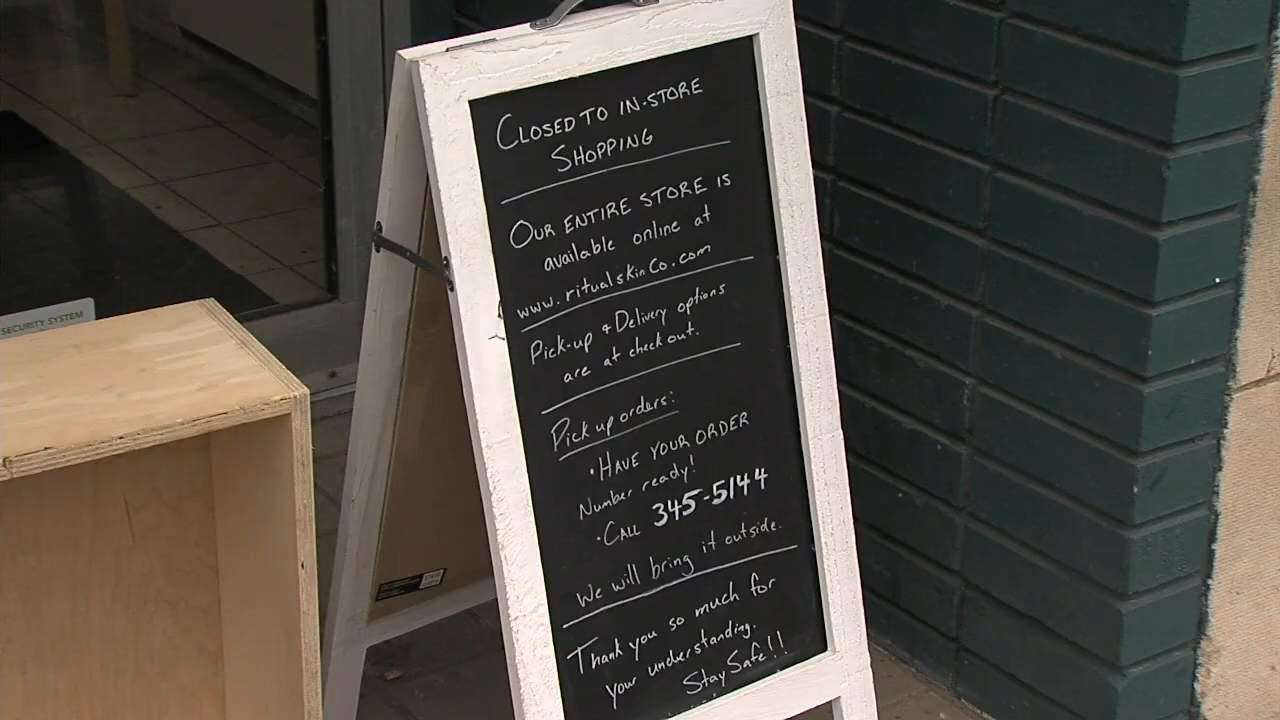 CLOSED TO IN-STORE
SHOPPING
OUR ENTIRE STORE IS
available online at
www.ritualskinCo.com
Pick-up & Delivery options
are at check out.
Pick up orders:
• HAVE YOUR ORDER
Number ready!
• CALL 345-5144
We will bring it outside.
Thank you so much for
your understanding.
Stay Safe!!
SECURITY SYSTEM